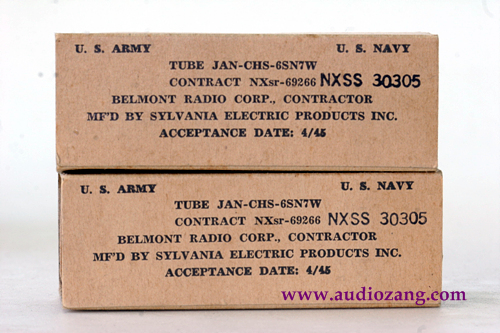 U. S. ARMY U. S. NAVY
TUBE JAN-CHS-6SN7W
CONTRACT NXsr-69266 NXSS 30305
BELMONT RADIO CORP., CONTRACTOR
MF'D BY SYLVANIA ELECTRIC PRODUCTS INC.
ACCEPTANCE DATE: 4/45
U. S. ARMY U. S. NAVY
TUBE JAN-CHS-6SN7W
CONTRACT NXsr-69266 NXSS 30305
BELMONT RADIO CORP., CONTRACTOR
MF'D BY SYLVANIA ELECTRIC PRODUCTS INC.
ACCEPTANCE DATE: 4/45
www.audiozang.com